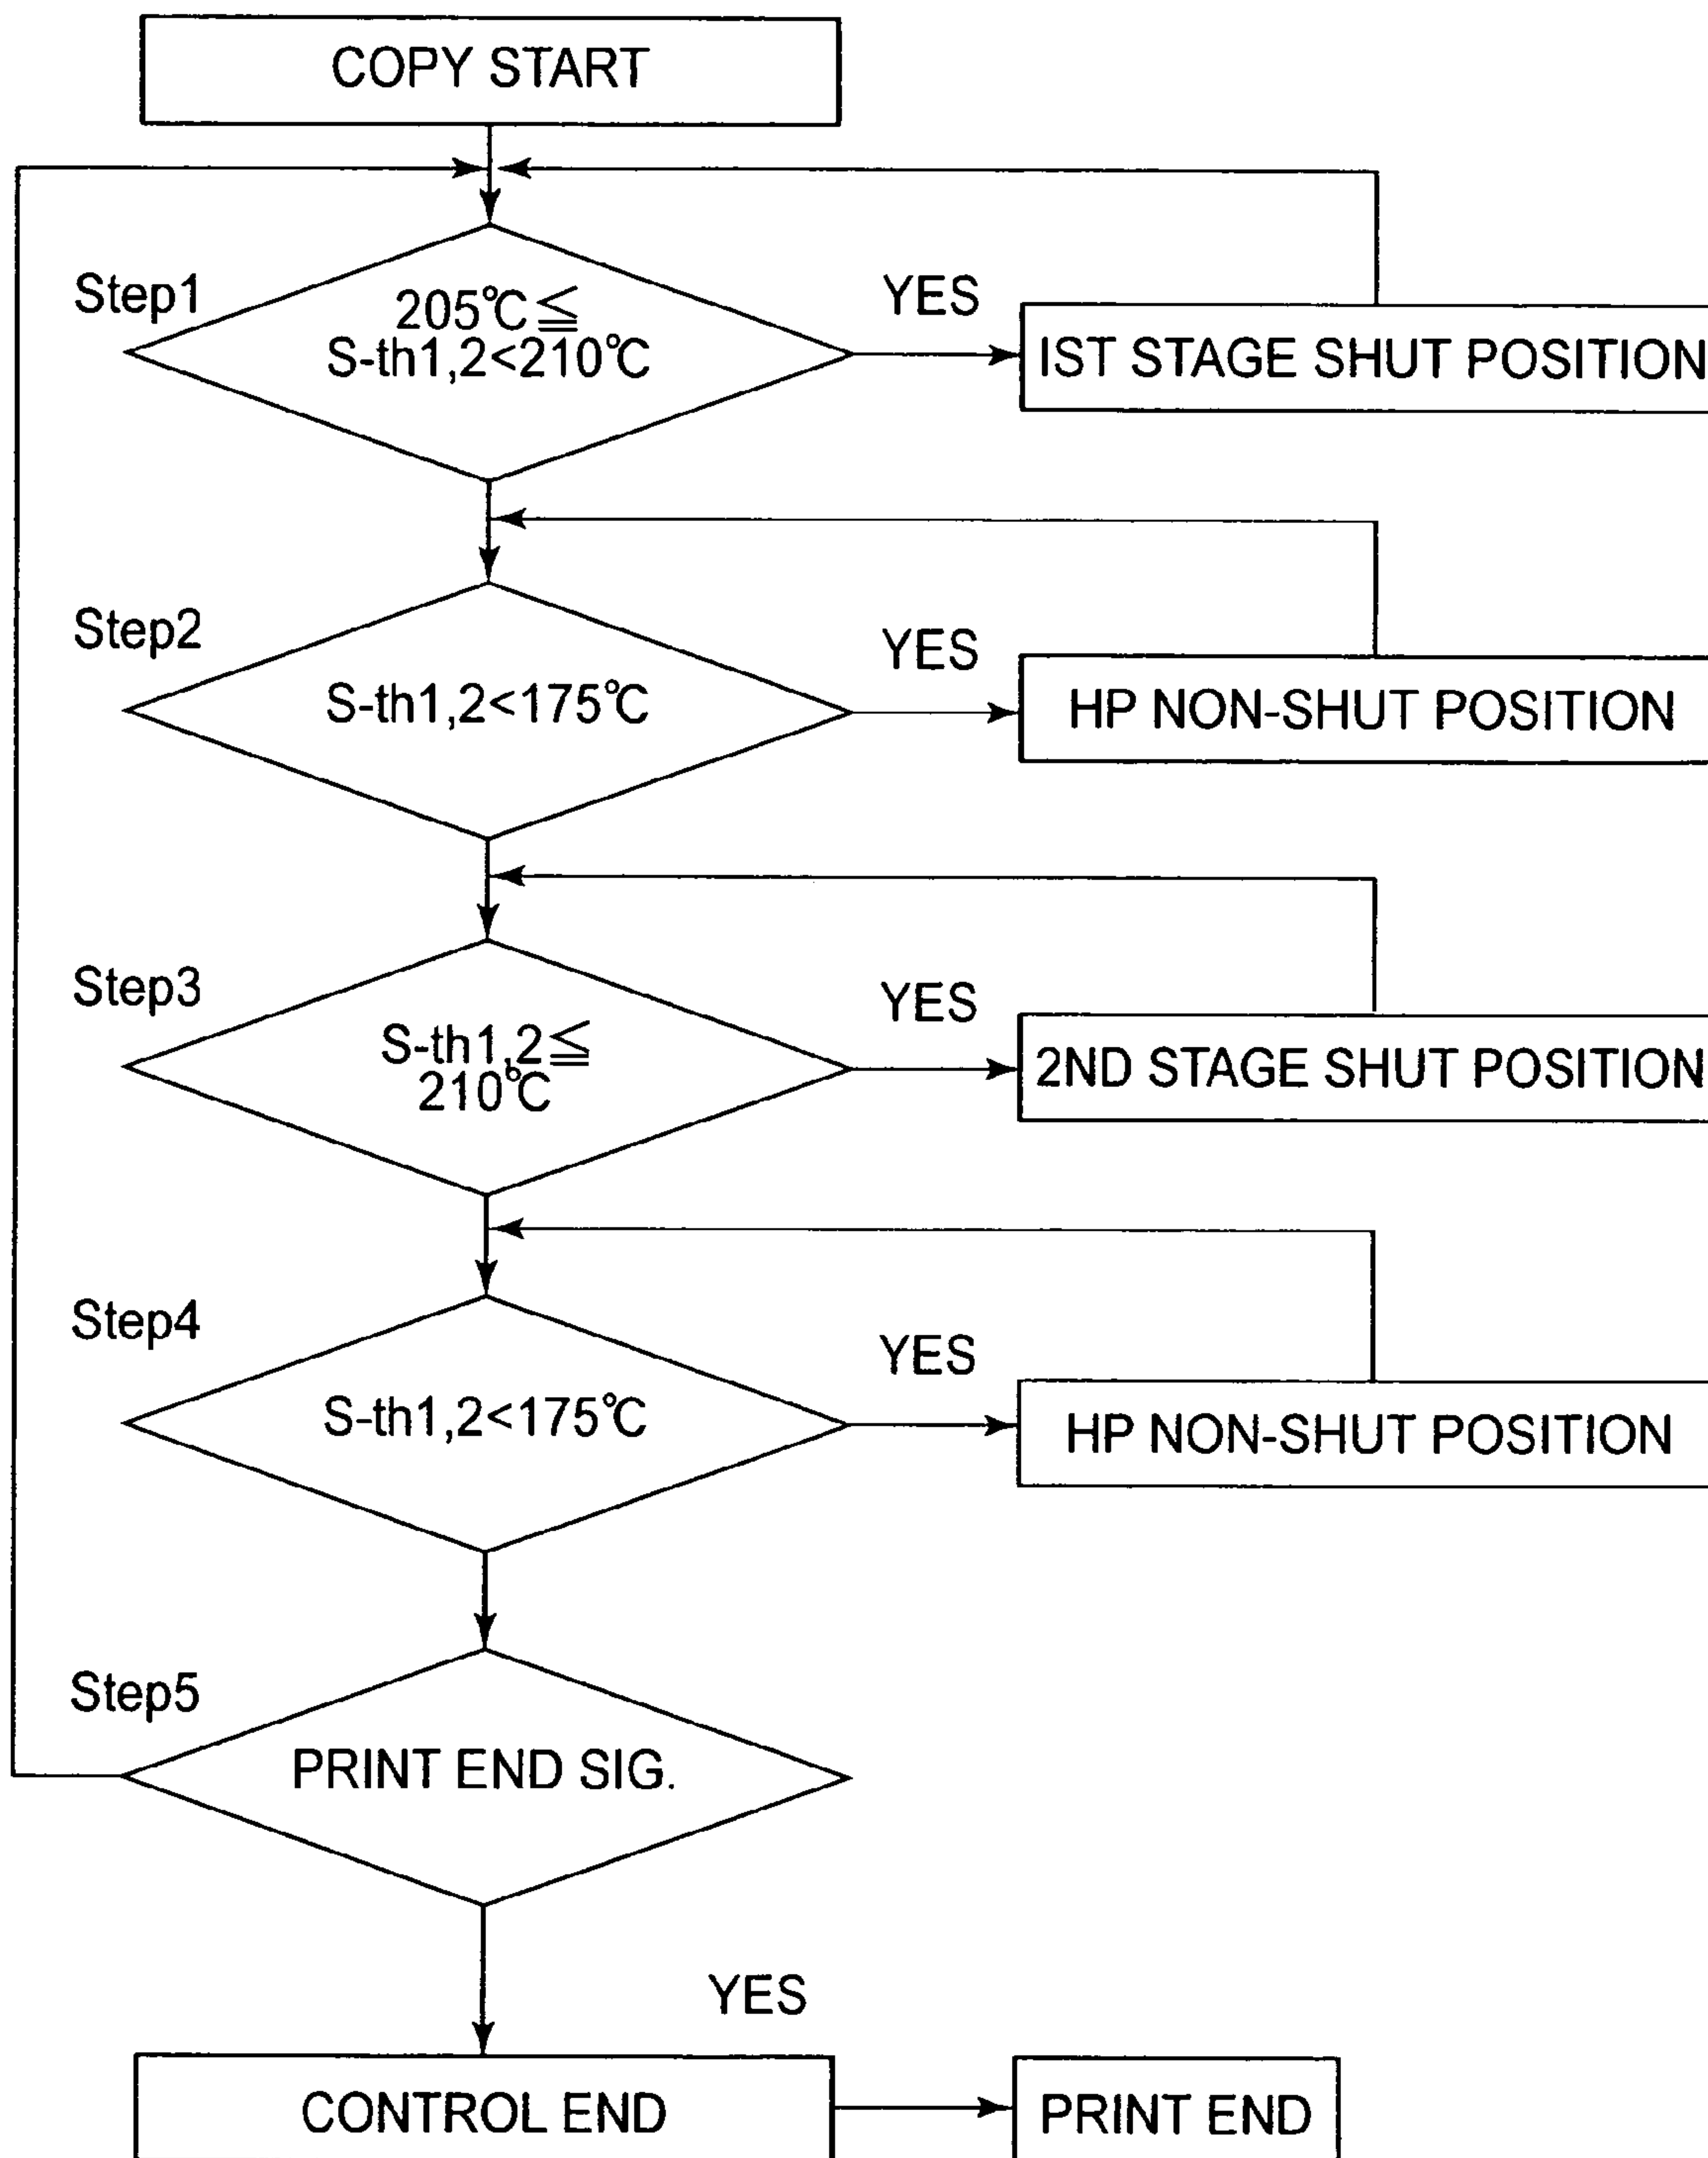 COPY START
Step1
205℃≦
S-th1,2<210℃
YES
IST STAGE SHUT POSITION
Step2
S-th1,2<175℃
YES
HP NON-SHUT POSITION
Step3
S-th1,2≦
210℃
YES
2ND STAGE SHUT POSITION
Step4
S-th1,2<175℃
YES
HP NON-SHUT POSITION
Step5
PRINT END SIG.
YES
CONTROL END
PRINT END